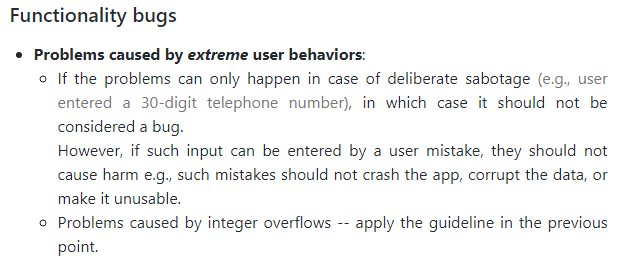 Functionality bugs
Problems caused by extreme user behaviors:
If the problems can only happen in case of deliberate sabotage (e.g., user
entered a 30-digit telephone number), in which case it should not be
considered a bug.
However, if such input can be entered by a user mistake, they should not
cause harm e.g., such mistakes should not crash the app, corrupt the data, or
make it unusable.
Problems caused by integer overflows -- apply the guideline in the previous
point.